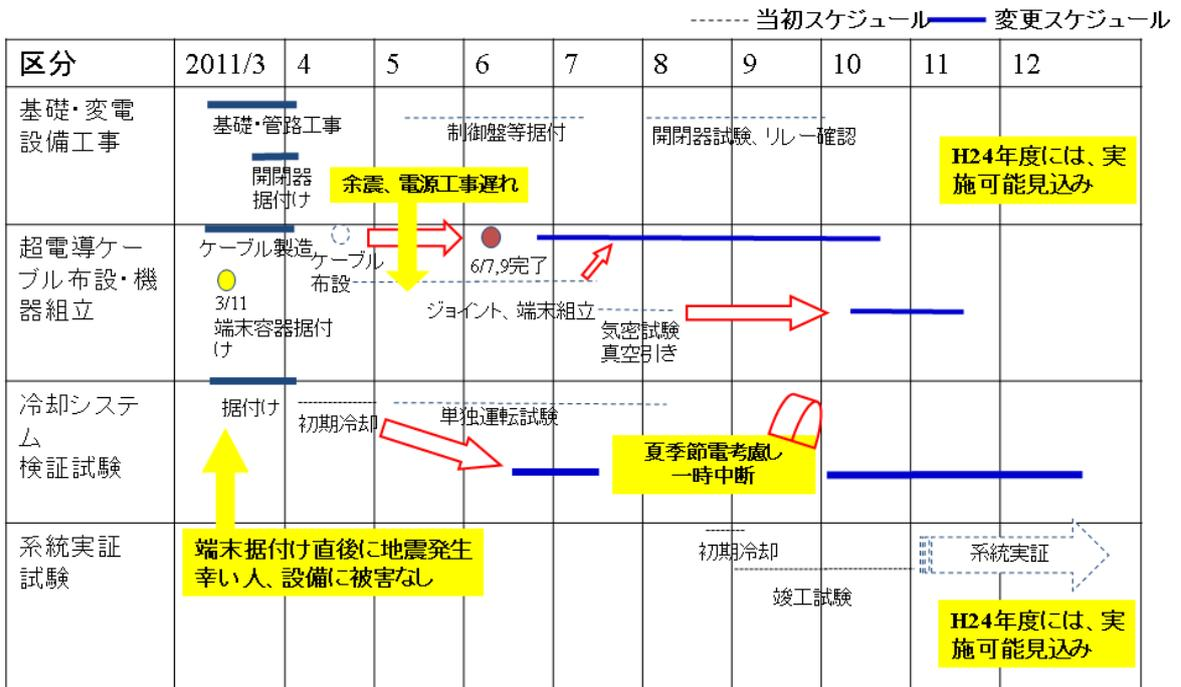 当初スケジュール 変更スケジュール
区分 2011/3 4 5 6 7 8 9 10 11 12
基礎・変電
設備工事
基礎・管路工事
開閉器
据付け
制御盤等据付
開閉器試験、リレー確認
H24年度には、実
施可能見込み
余震、電源工事遅れ
超電導ケー
ブル布設・機
器組立
ケーブル製造
3/11
端末容器据付
け
ケーブル
布設
6/7,9完了
ジョイント、端末組立
気密試験
真空引き
冷却システ
ム
検証試験
据付け
初期冷却
単独運転試験
夏季節電考慮し
一時中断
端末据付け直後に地震発生
幸い人、設備に被害なし
系統実証
試験
初期冷却
竣工試験
系統実証
H24年度には、実
施可能見込み